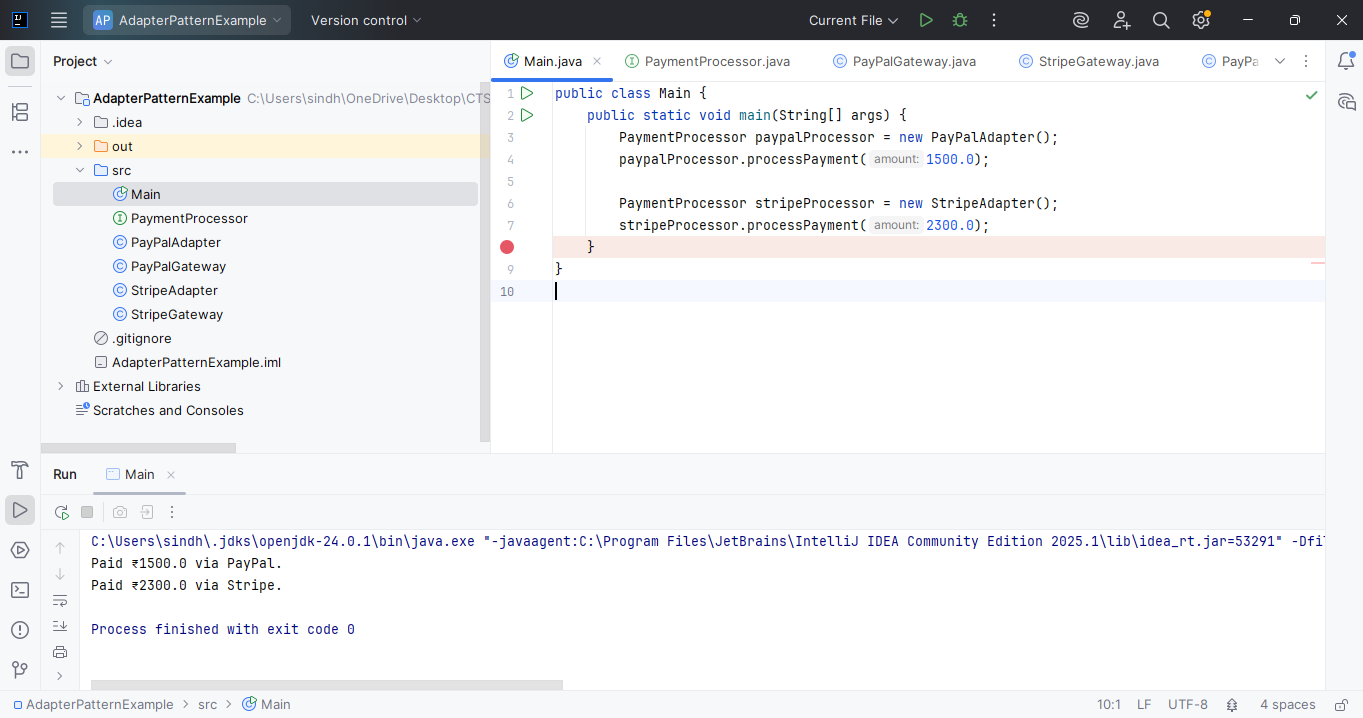 AP AdapterPatternExample Version control Current File
Project
Main.java PaymentProcessor.java PayPalGateway.java StripeGateway.java PayPa
AdapterPatternExample C:\Users\sindh\OneDrive\Desktop\CTS
.idea
out
src
Main
PaymentProcessor
PayPalAdapter
PayPalGateway
StripeAdapter
StripeGateway
.gitignore
AdapterPatternExample.iml
External Libraries
Scratches and Consoles
1 public class Main {
2 public static void main(String[] args) {
3 PaymentProcessor paypalProcessor = new PayPalAdapter();
4 paypalProcessor.processPayment( amount: 1500.0);
5
6 PaymentProcessor stripeProcessor = new StripeAdapter();
7 stripeProcessor.processPayment( amount: 2300.0);
}
9 }
10
Run Main
C:\Users\sindh\.jdks\openjdk-24.0.1\bin\java.exe "-javaagent:C:\Program Files\JetBrains\IntelliJ IDEA Community Edition 2025.1\lib\idea_rt.jar=53291" -Dfil
Paid ₹1500.0 via PayPal.
Paid ₹2300.0 via Stripe.
Process finished with exit code 0
AdapterPatternExample > src > Main 10:1 LF UTF-8 4 spaces